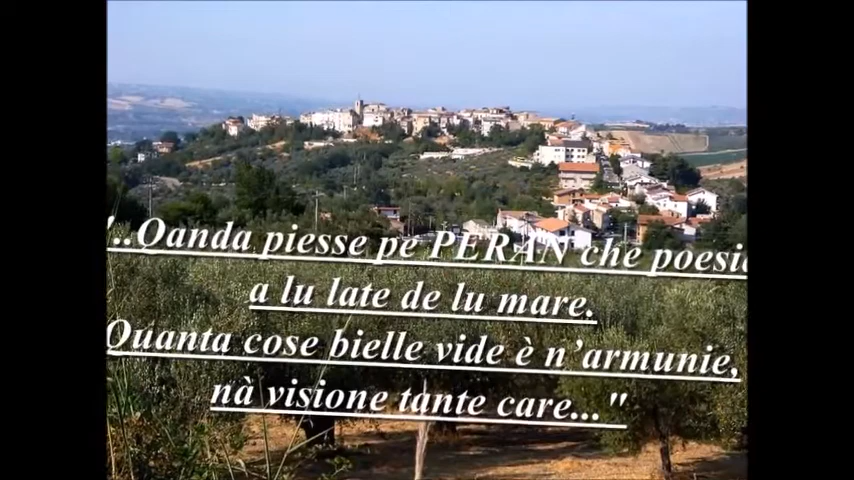 "...Quanda piesse pe PERAN che poesia
a lu late de lu mare.
Quanta cose bielle vide è n'armunie,
nà visione tante care..."